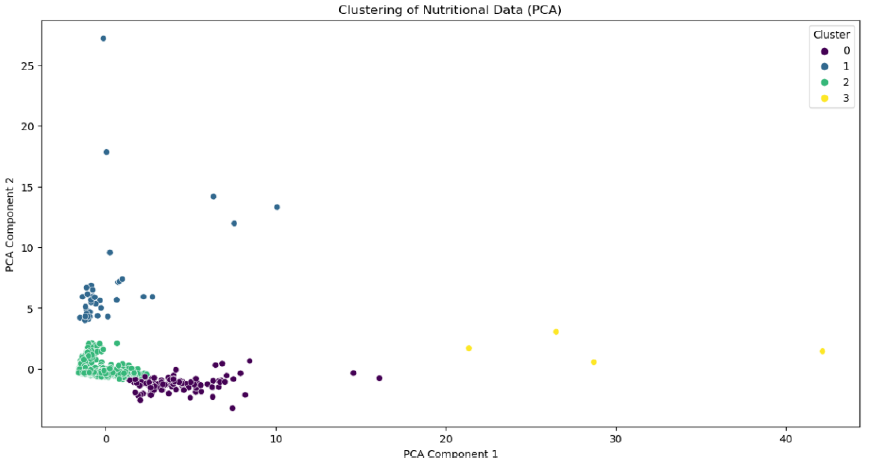 Clustering of Nutritional Data (PCA)
Cluster
0
1
2
3
25
20
15
10
5
0
PCA Component 2
0 10 20 30 40
PCA Component 1